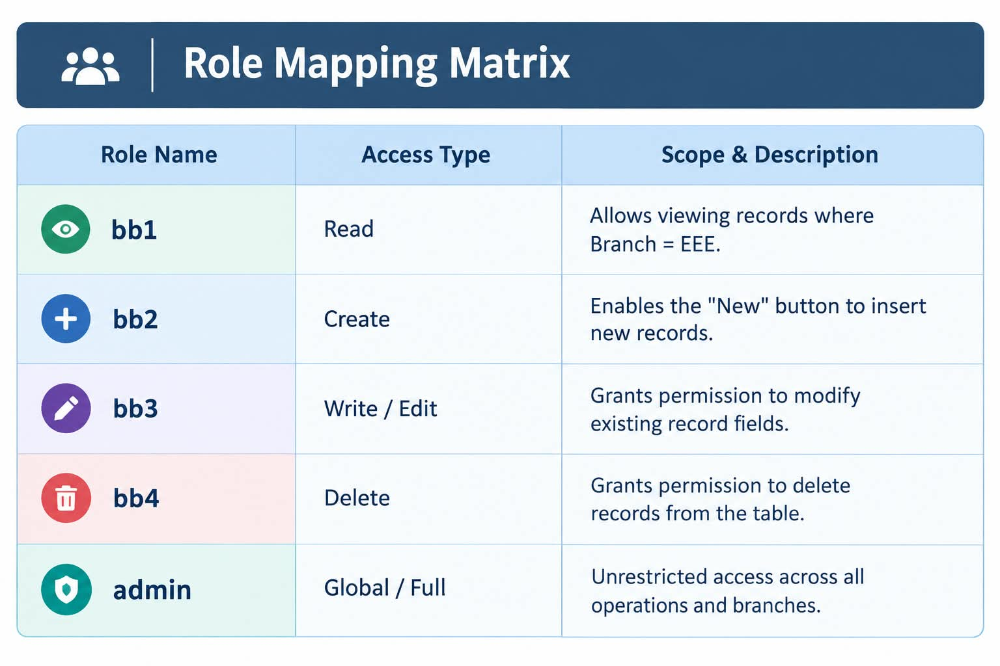 Role Mapping Matrix
Role Name
Access Type
Scope & Description
bb1
Read
Allows viewing records where
Branch = EEE.
bb2
Create
Enables the "New" button to insert
new records.
bb3
Write / Edit
Grants permission to modify
existing record fields.
bb4
Delete
Grants permission to delete
records from the table.
admin
Global / Full
Unrestricted access across all
operations and branches.